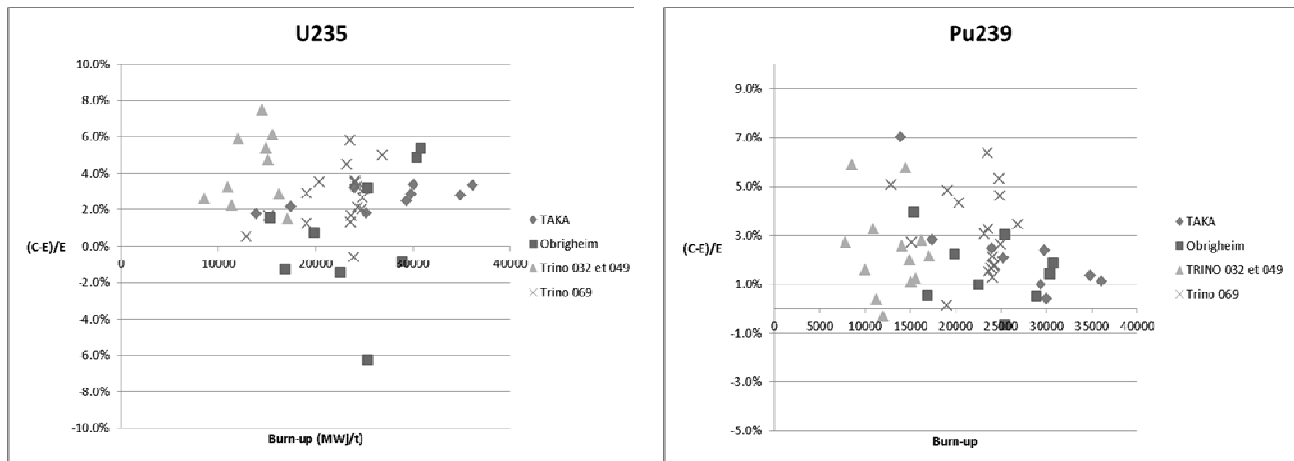 U235
10.0%
8.0%
6.0%
4.0%
2.0%
0.0%
-2.0%
-4.0%
-6.0%
-8.0%
-10.0%
(C-E)/E
0 10000 20000 30000 40000
Burn-up (MWj/t)
TAKA
Obrigheim
Trino 032 et 049
Trino 069
Pu239
9.0%
7.0%
5.0%
3.0%
1.0%
-1.0%
-3.0%
-5.0%
(C-E)/E
0 5000 10000 15000 20000 25000 30000 35000 40000
Burn-up
TAKA
Obrigheim
TRINO 032 et 049
Trino 069